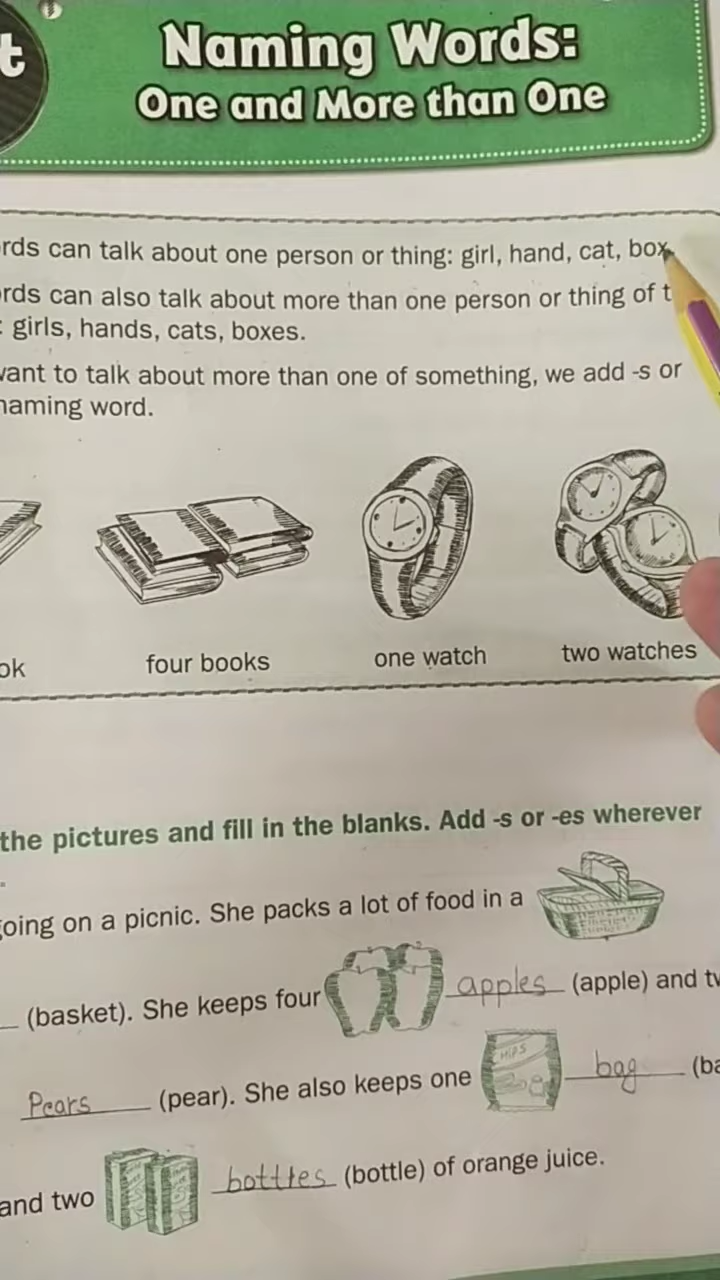 t
Naming Words:
One and More than One
rds can talk about one person or thing: girl, hand, cat, box
rds can also talk about more than one person or thing of t
: girls, hands, cats, boxes.
want to talk about more than one of something, we add -s or
naming word.
ok four books one watch two watches
the pictures and fill in the blanks. Add -s or -es wherever
going on a picnic. She packs a lot of food in a
(basket). She keeps four apples (apple) and tw
Pears (pear). She also keeps one HIPS bag (ba
and two botttes (bottle) of orange juice.